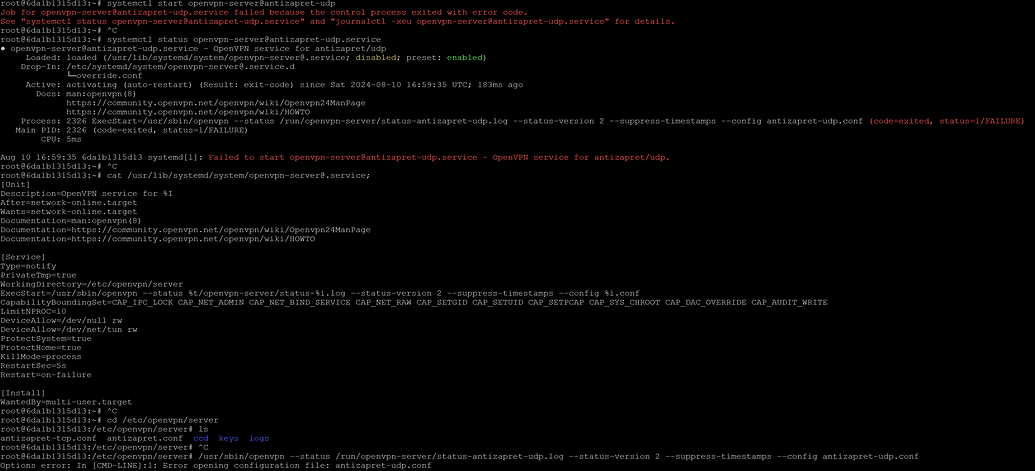 root@6da1b1315d13:~# systemctl start openvpn-server@antizapret-udp
Job for openvpn-server@antizapret-udp.service failed because the control process exited with error code.
See "systemctl status openvpn-server@antizapret-udp.service" and "journalctl -xeu openvpn-server@antizapret-udp.service" for details.
root@6da1b1315d13:~# ^C
root@6da1b1315d13:~# systemctl status openvpn-server@antizapret-udp.service
● openvpn-server@antizapret-udp.service - OpenVPN service for antizapret/udp
Loaded: loaded (/usr/lib/systemd/system/openvpn-server@.service; disabled; preset: enabled)
Drop-In: /etc/systemd/system/openvpn-server@.service.d
└─override.conf
Active: activating (auto-restart) (Result: exit-code) since Sat 2024-08-10 16:59:35 UTC; 183ms ago
Docs: man:openvpn(8)
https://community.openvpn.net/openvpn/wiki/Openvpn24ManPage
https://community.openvpn.net/openvpn/wiki/HOWTO
Process: 2326 ExecStart=/usr/sbin/openvpn --status /run/openvpn-server/status-antizapret-udp.log --status-version 2 --suppress-timestamps --config antizapret-udp.conf (code=exited, status=1/FAILURE)
Main PID: 2326 (code=exited, status=1/FAILURE)
CPU: 5ms

Aug 10 16:59:35 6da1b1315d13 systemd[1]: Failed to start openvpn-server@antizapret-udp.service - OpenVPN service for antizapret/udp.
root@6da1b1315d13:~# ^C
root@6da1b1315d13:~# cat /usr/lib/systemd/system/openvpn-server@.service;
[Unit]
Description=OpenVPN service for %I
After=network-online.target
Wants=network-online.target
Documentation=man:openvpn(8)
Documentation=https://community.openvpn.net/openvpn/wiki/Openvpn24ManPage
Documentation=https://community.openvpn.net/openvpn/wiki/HOWTO

[Service]
Type=notify
PrivateTmp=true
WorkingDirectory=/etc/openvpn/server
ExecStart=/usr/sbin/openvpn --status %t/openvpn-server/status-%i.log --status-version 2 --suppress-timestamps --config %i.conf
CapabilityBoundingSet=CAP_IPC_LOCK CAP_NET_ADMIN CAP_NET_BIND_SERVICE CAP_NET_RAW CAP_SETGID CAP_SETUID CAP_SETPCAP CAP_SYS_CHROOT CAP_DAC_OVERRIDE CAP_AUDIT_WRITE
LimitNPROC=10
DeviceAllow=/dev/null rw
DeviceAllow=/dev/net/tun rw
ProtectSystem=true
ProtectHome=true
KillMode=process
RestartSec=5s
Restart=on-failure

[Install]
WantedBy=multi-user.target
root@6da1b1315d13:~# ^C
root@6da1b1315d13:~# cd /etc/openvpn/server
root@6da1b1315d13:/etc/openvpn/server# ls
antizapret-tcp.conf antizapret.conf ccd keys logs
root@6da1b1315d13:/etc/openvpn/server# ^C
root@6da1b1315d13:/etc/openvpn/server# /usr/sbin/openvpn --status /run/openvpn-server/status-antizapret-udp.log --status-version 2 --suppress-timestamps --config antizapret-udp.conf
Options error: In [CMD-LINE]:1: Error opening configuration file: antizapret-udp.conf